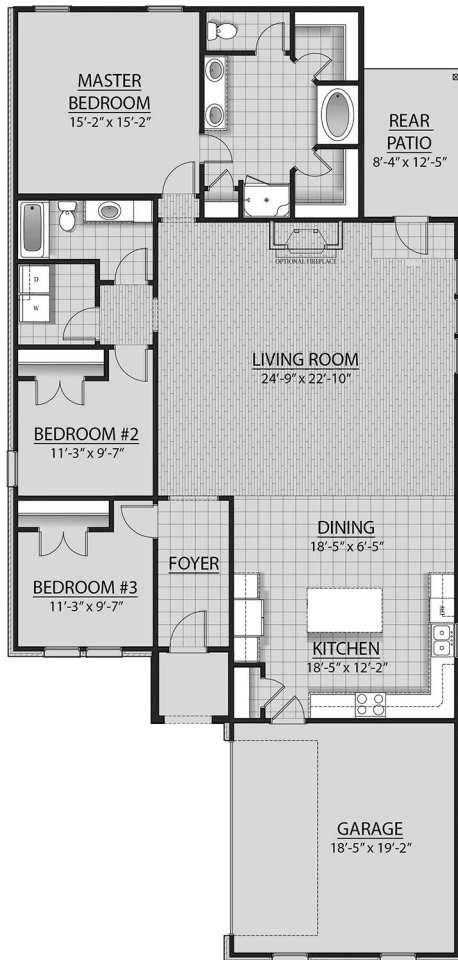 MASTER
BEDROOM
15'-2" x 15'-2"
REAR
PATIO
8'-4" x 12'-5"
OPTIONAL FIREPLACE
D
W
LIVING ROOM
24'-9" x 22'-10"
BEDROOM #2
11'-3" x 9'-7"
DINING
18'-5" x 6'-5"
FOYER
BEDROOM #3
11'-3" x 9'-7"
KITCHEN
18'-5" x 12'-2"
GARAGE
18'-5" x 19'-2"